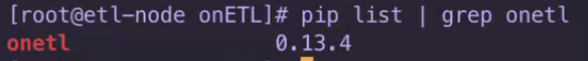 [root@etl-node onETL]# pip list | grep onetl
onetl 0.13.4